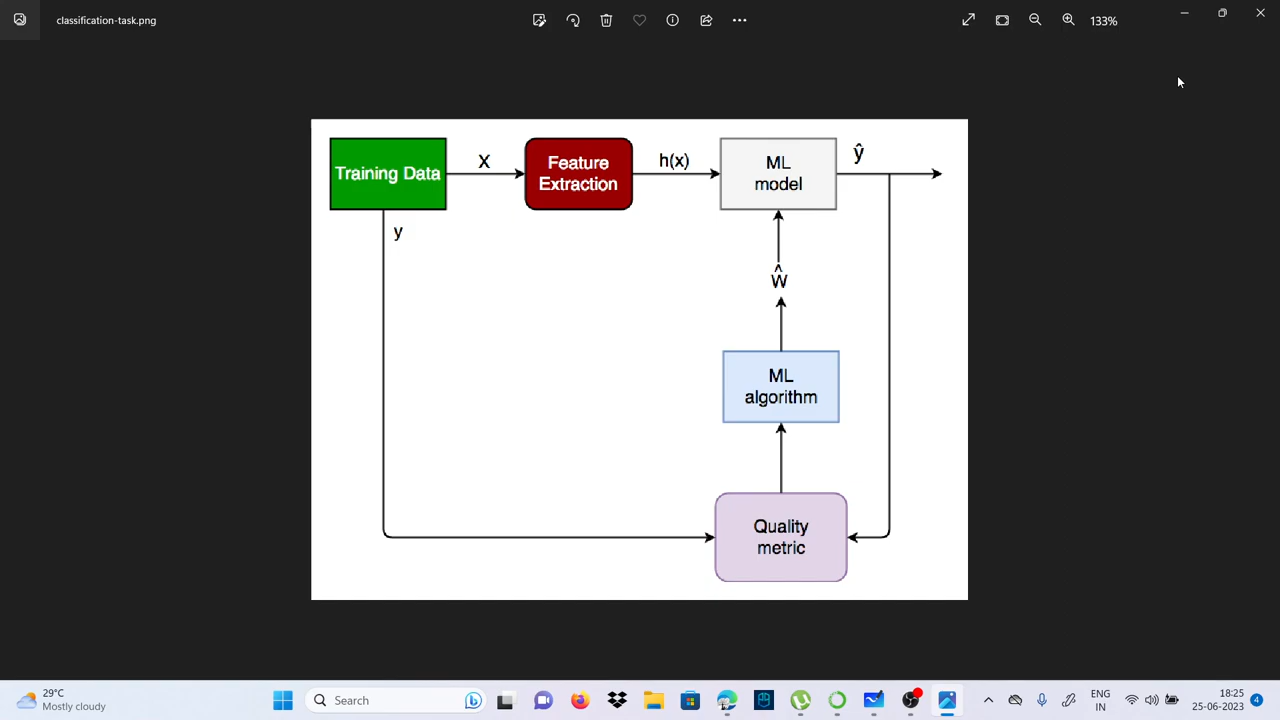 classification-task.png
133%
Training Data
X
Feature
Extraction
h(x)
ML
model
ŷ
y
ŵ
ML
algorithm
Quality
metric
29°C
Mostly cloudy
Search
ENG
IN
18:25
25-06-2023
4